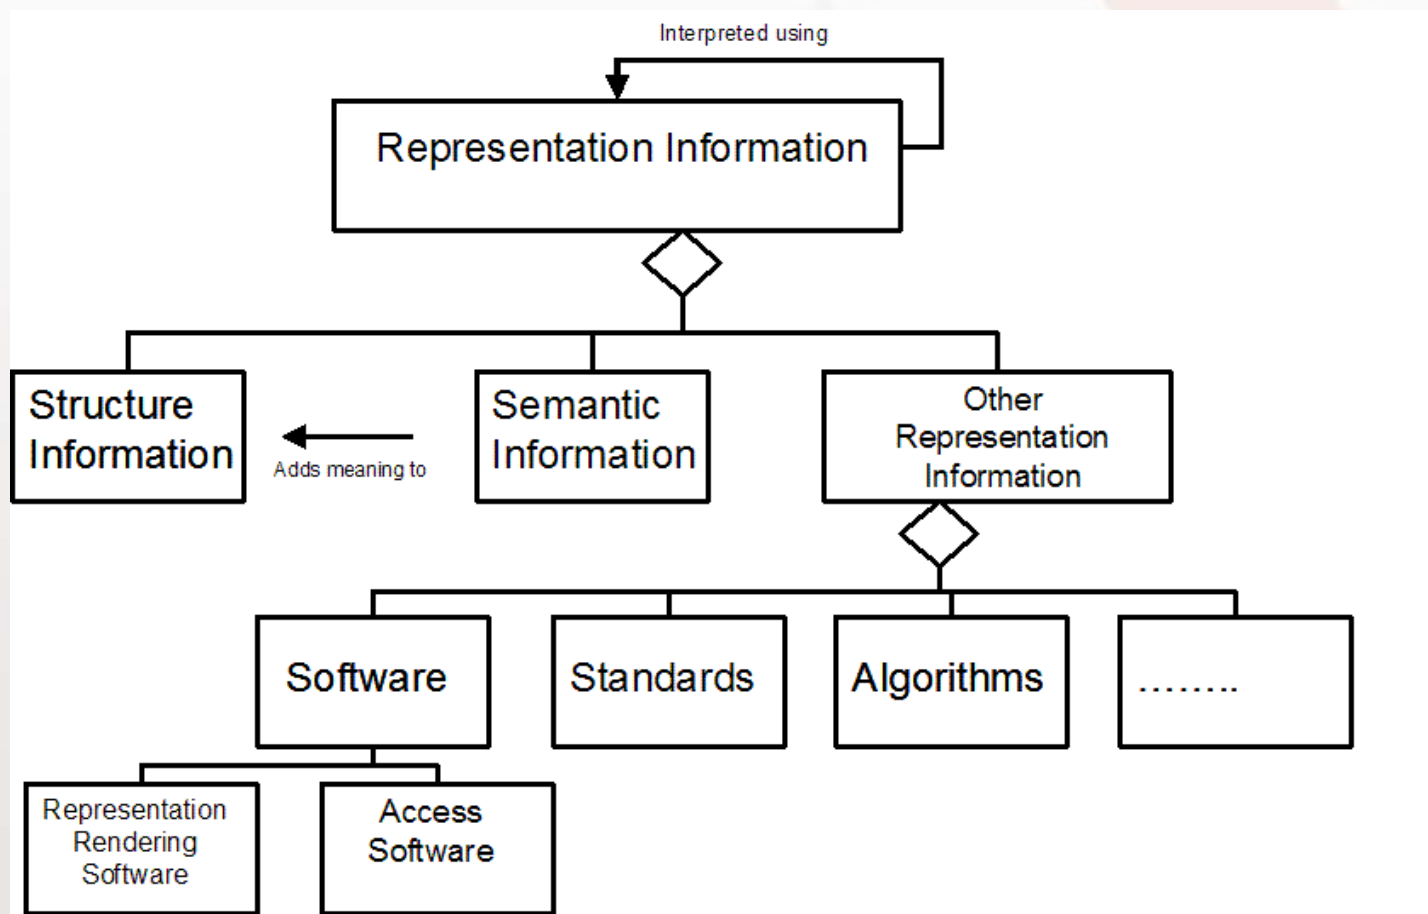 Interpreted using
Representation Information
Structure
Information
Adds meaning to
Semantic
Information
Other
Representation
Information
Software
Standards
Algorithms
........
Representation
Rendering
Software
Access
Software